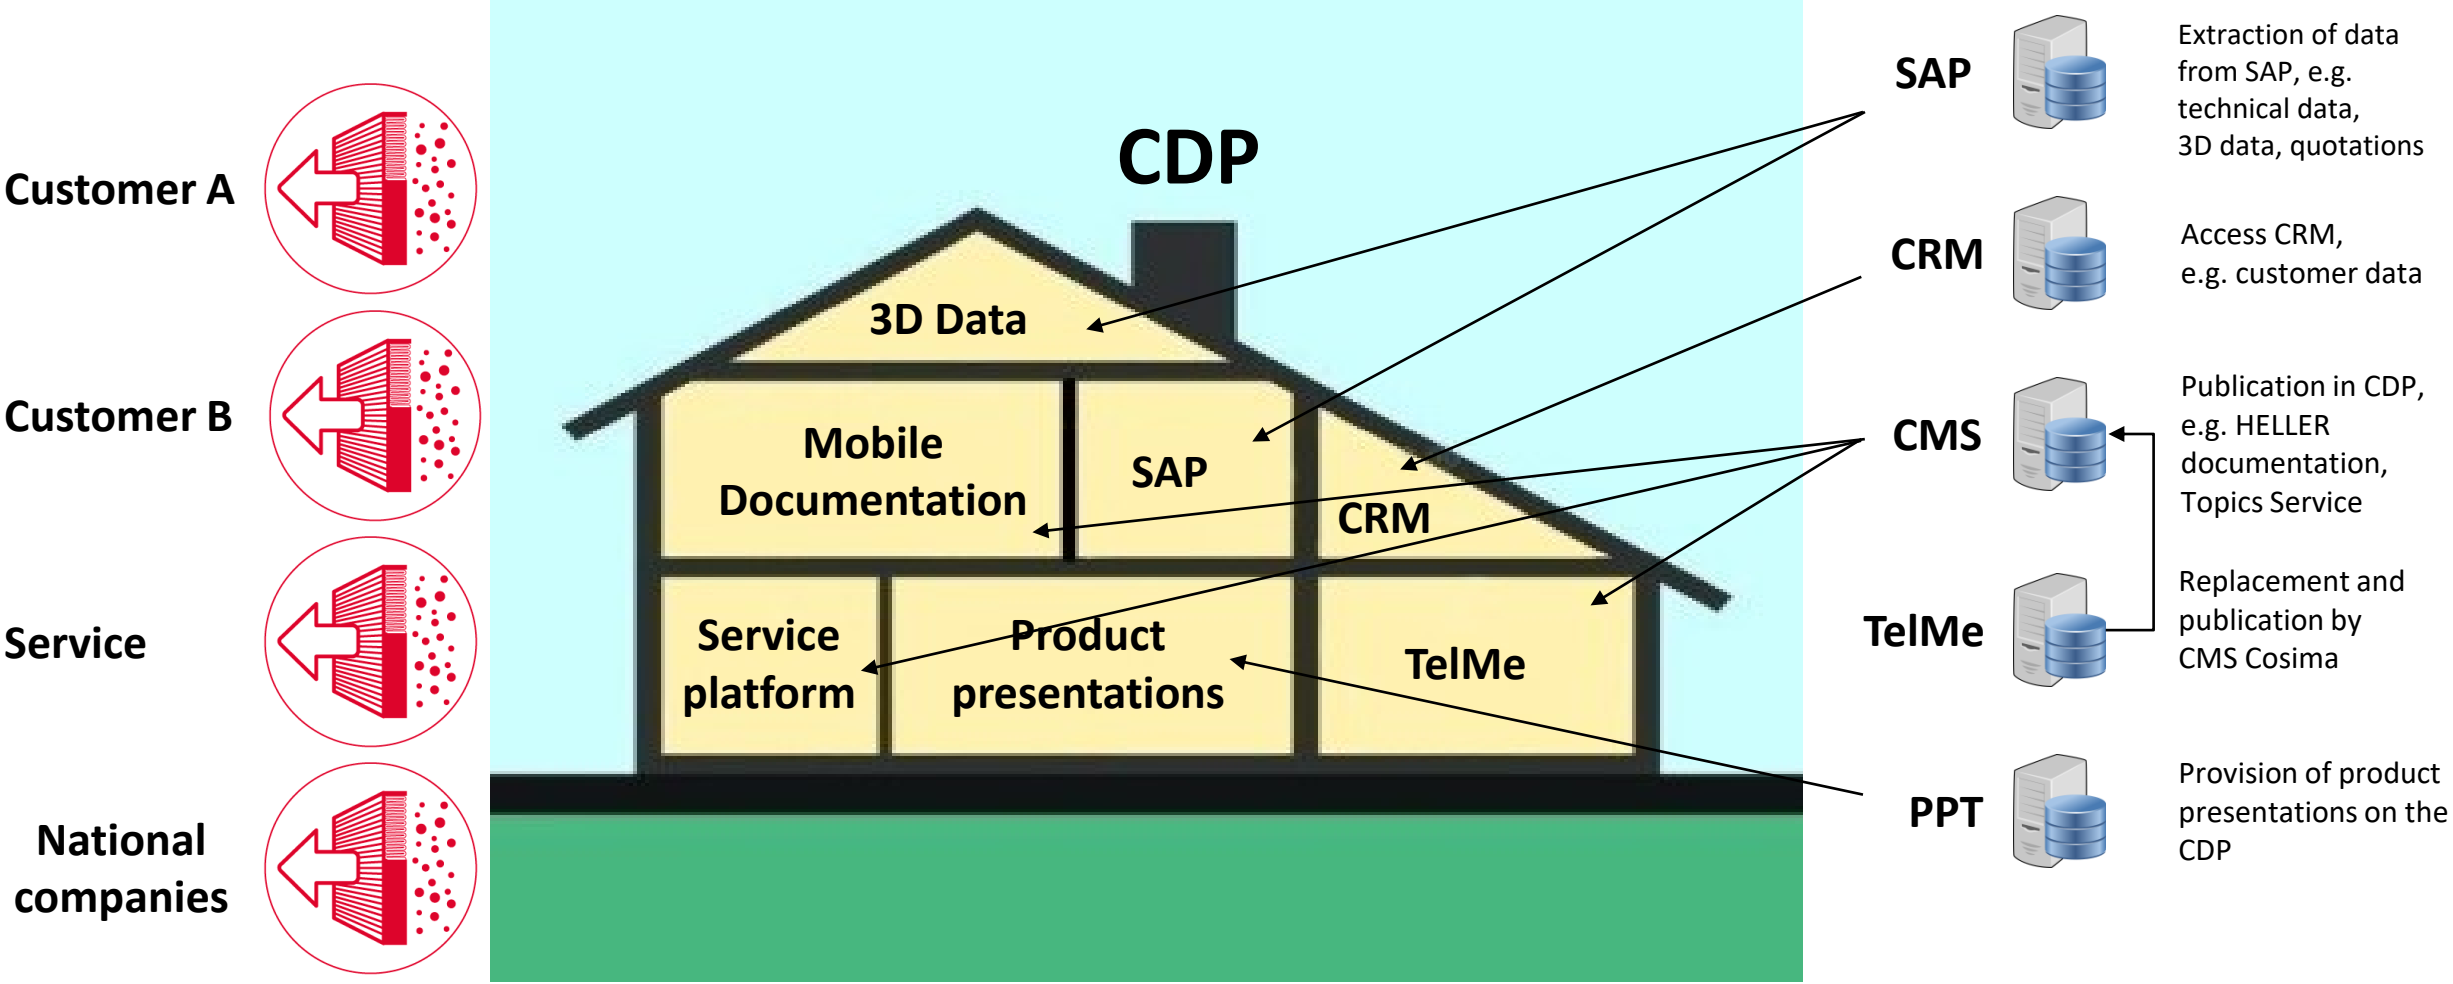 Customer A
Customer B
Service
National
companies
CDP
3D Data
Mobile
Documentation
SAP
CRM
Service
platform
Product
presentations
TelMe
SAP
Extraction of data
from SAP, e.g.
technical data,
3D data, quotations
CRM
Access CRM,
e.g. customer data
CMS
Publication in CDP,
e.g. HELLER
documentation,
Topics Service
TelMe
Replacement and
publication by
CMS Cosima
PPT
Provision of product
presentations on the
CDP